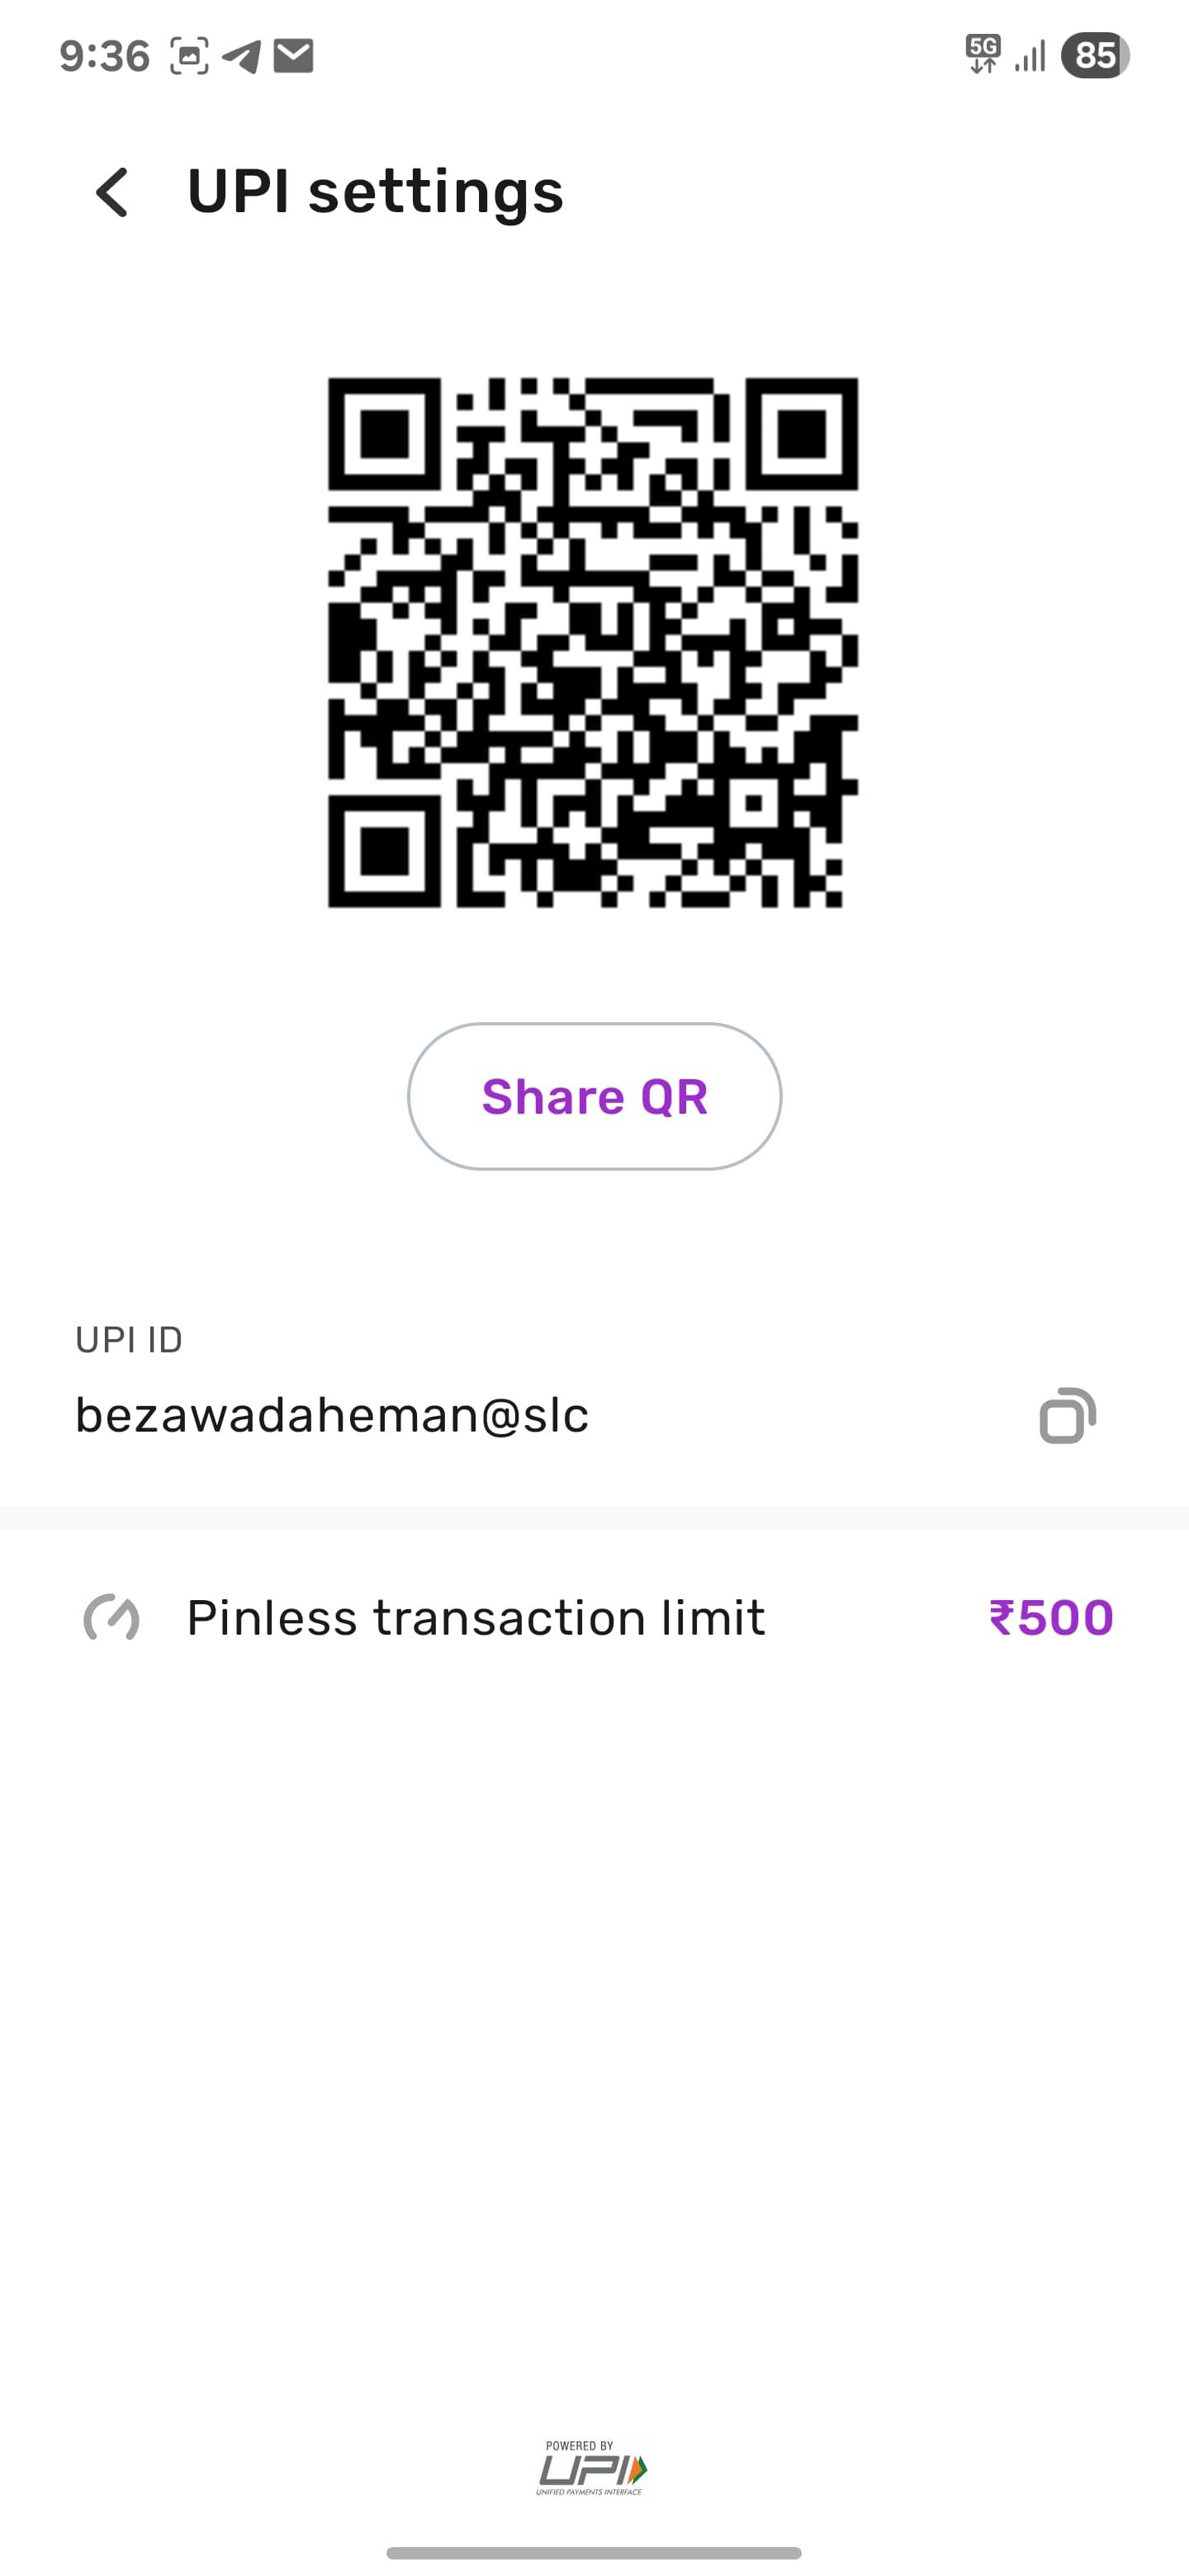 9:36
5G
85
UPI settings
Share QR
UPI ID
bezawadaheman@slc
Pinless transaction limit
₹500
POWERED BY
UPI
UNIFIED PAYMENTS INTERFACE